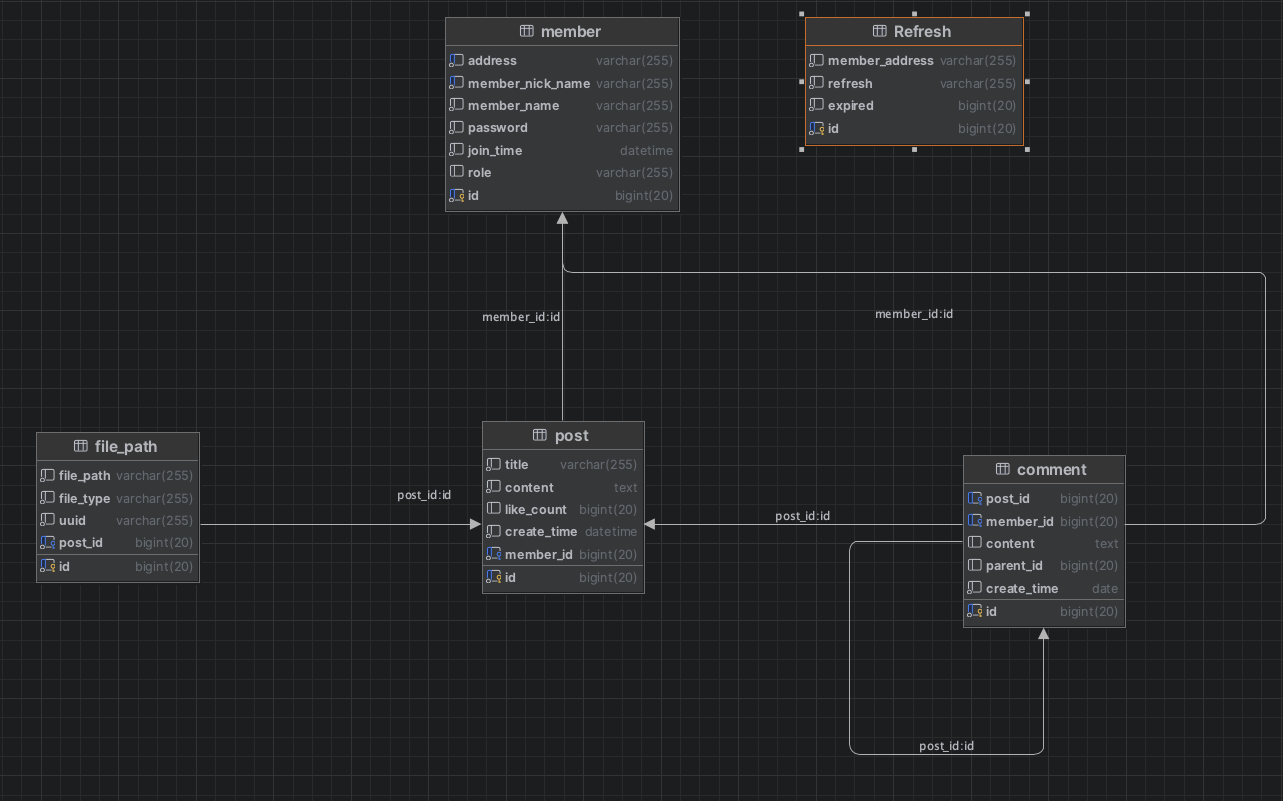 member
address varchar(255)
member_nick_name varchar(255)
member_name varchar(255)
password varchar(255)
join_time datetime
role varchar(255)
id bigint(20)
Refresh
member_address varchar(255)
refresh varchar(255)
expired bigint(20)
id bigint(20)
member_id:id
member_id:id
file_path
file_path varchar(255)
file_type varchar(255)
uuid varchar(255)
post_id bigint(20)
id bigint(20)
post_id:id
post
title varchar(255)
content text
like_count bigint(20)
create_time datetime
member_id bigint(20)
id bigint(20)
post_id:id
comment
post_id bigint(20)
member_id bigint(20)
content text
parent_id bigint(20)
create_time date
id bigint(20)
post_id:id